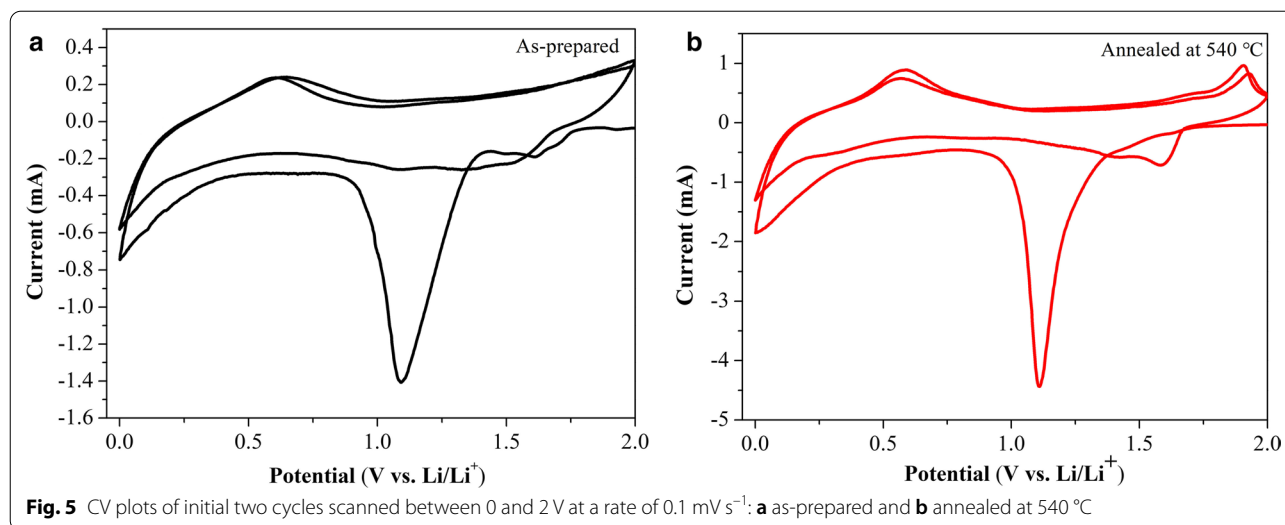 a
As-prepared
0.4
0.2
0.0
-0.2
-0.4
-0.6
-0.8
-1.0
-1.2
-1.4
-1.6
Current (mA)
0.0 0.5 1.0 1.5 2.0
Potential (V vs. Li/Li⁺)
b
Annealed at 540 °C
1
0
-1
-2
-3
-4
-5
Current (mA)
0.0 0.5 1.0 1.5 2.0
Potential (V vs. Li/Li⁺)
Fig. 5 CV plots of initial two cycles scanned between 0 and 2 V at a rate of 0.1 mV s⁻¹: a as-prepared and b annealed at 540 °C